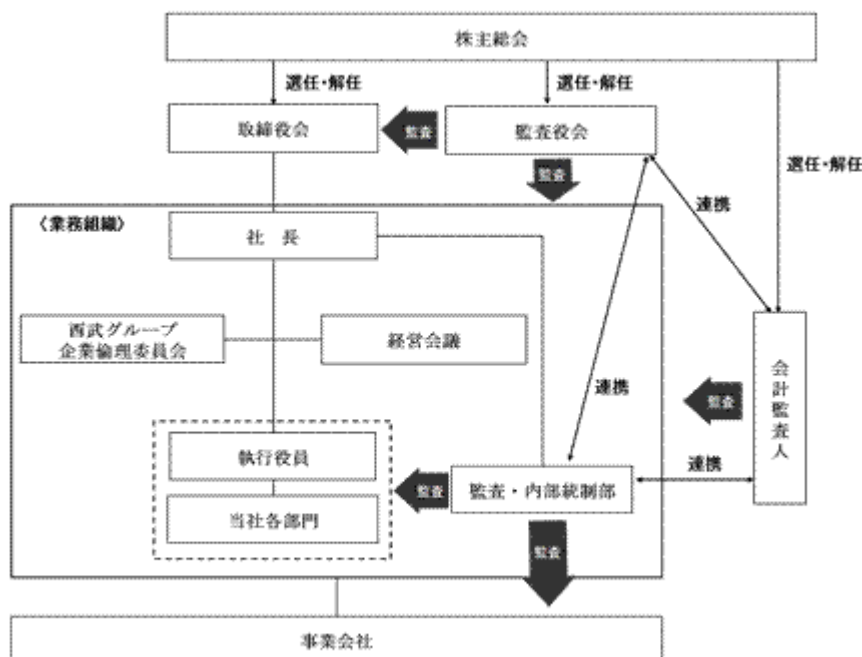 株主総会
選任・解任
選任・解任
取締役会
監査
監査役会
選任・解任
監査
連携
〈業務組織〉
社　長
西武グループ
企業倫理委員会
経営会議
会計監査人
連携
監査
執行役員
監査・内部統制部
連携
監査
当社各部門
監査
事業会社